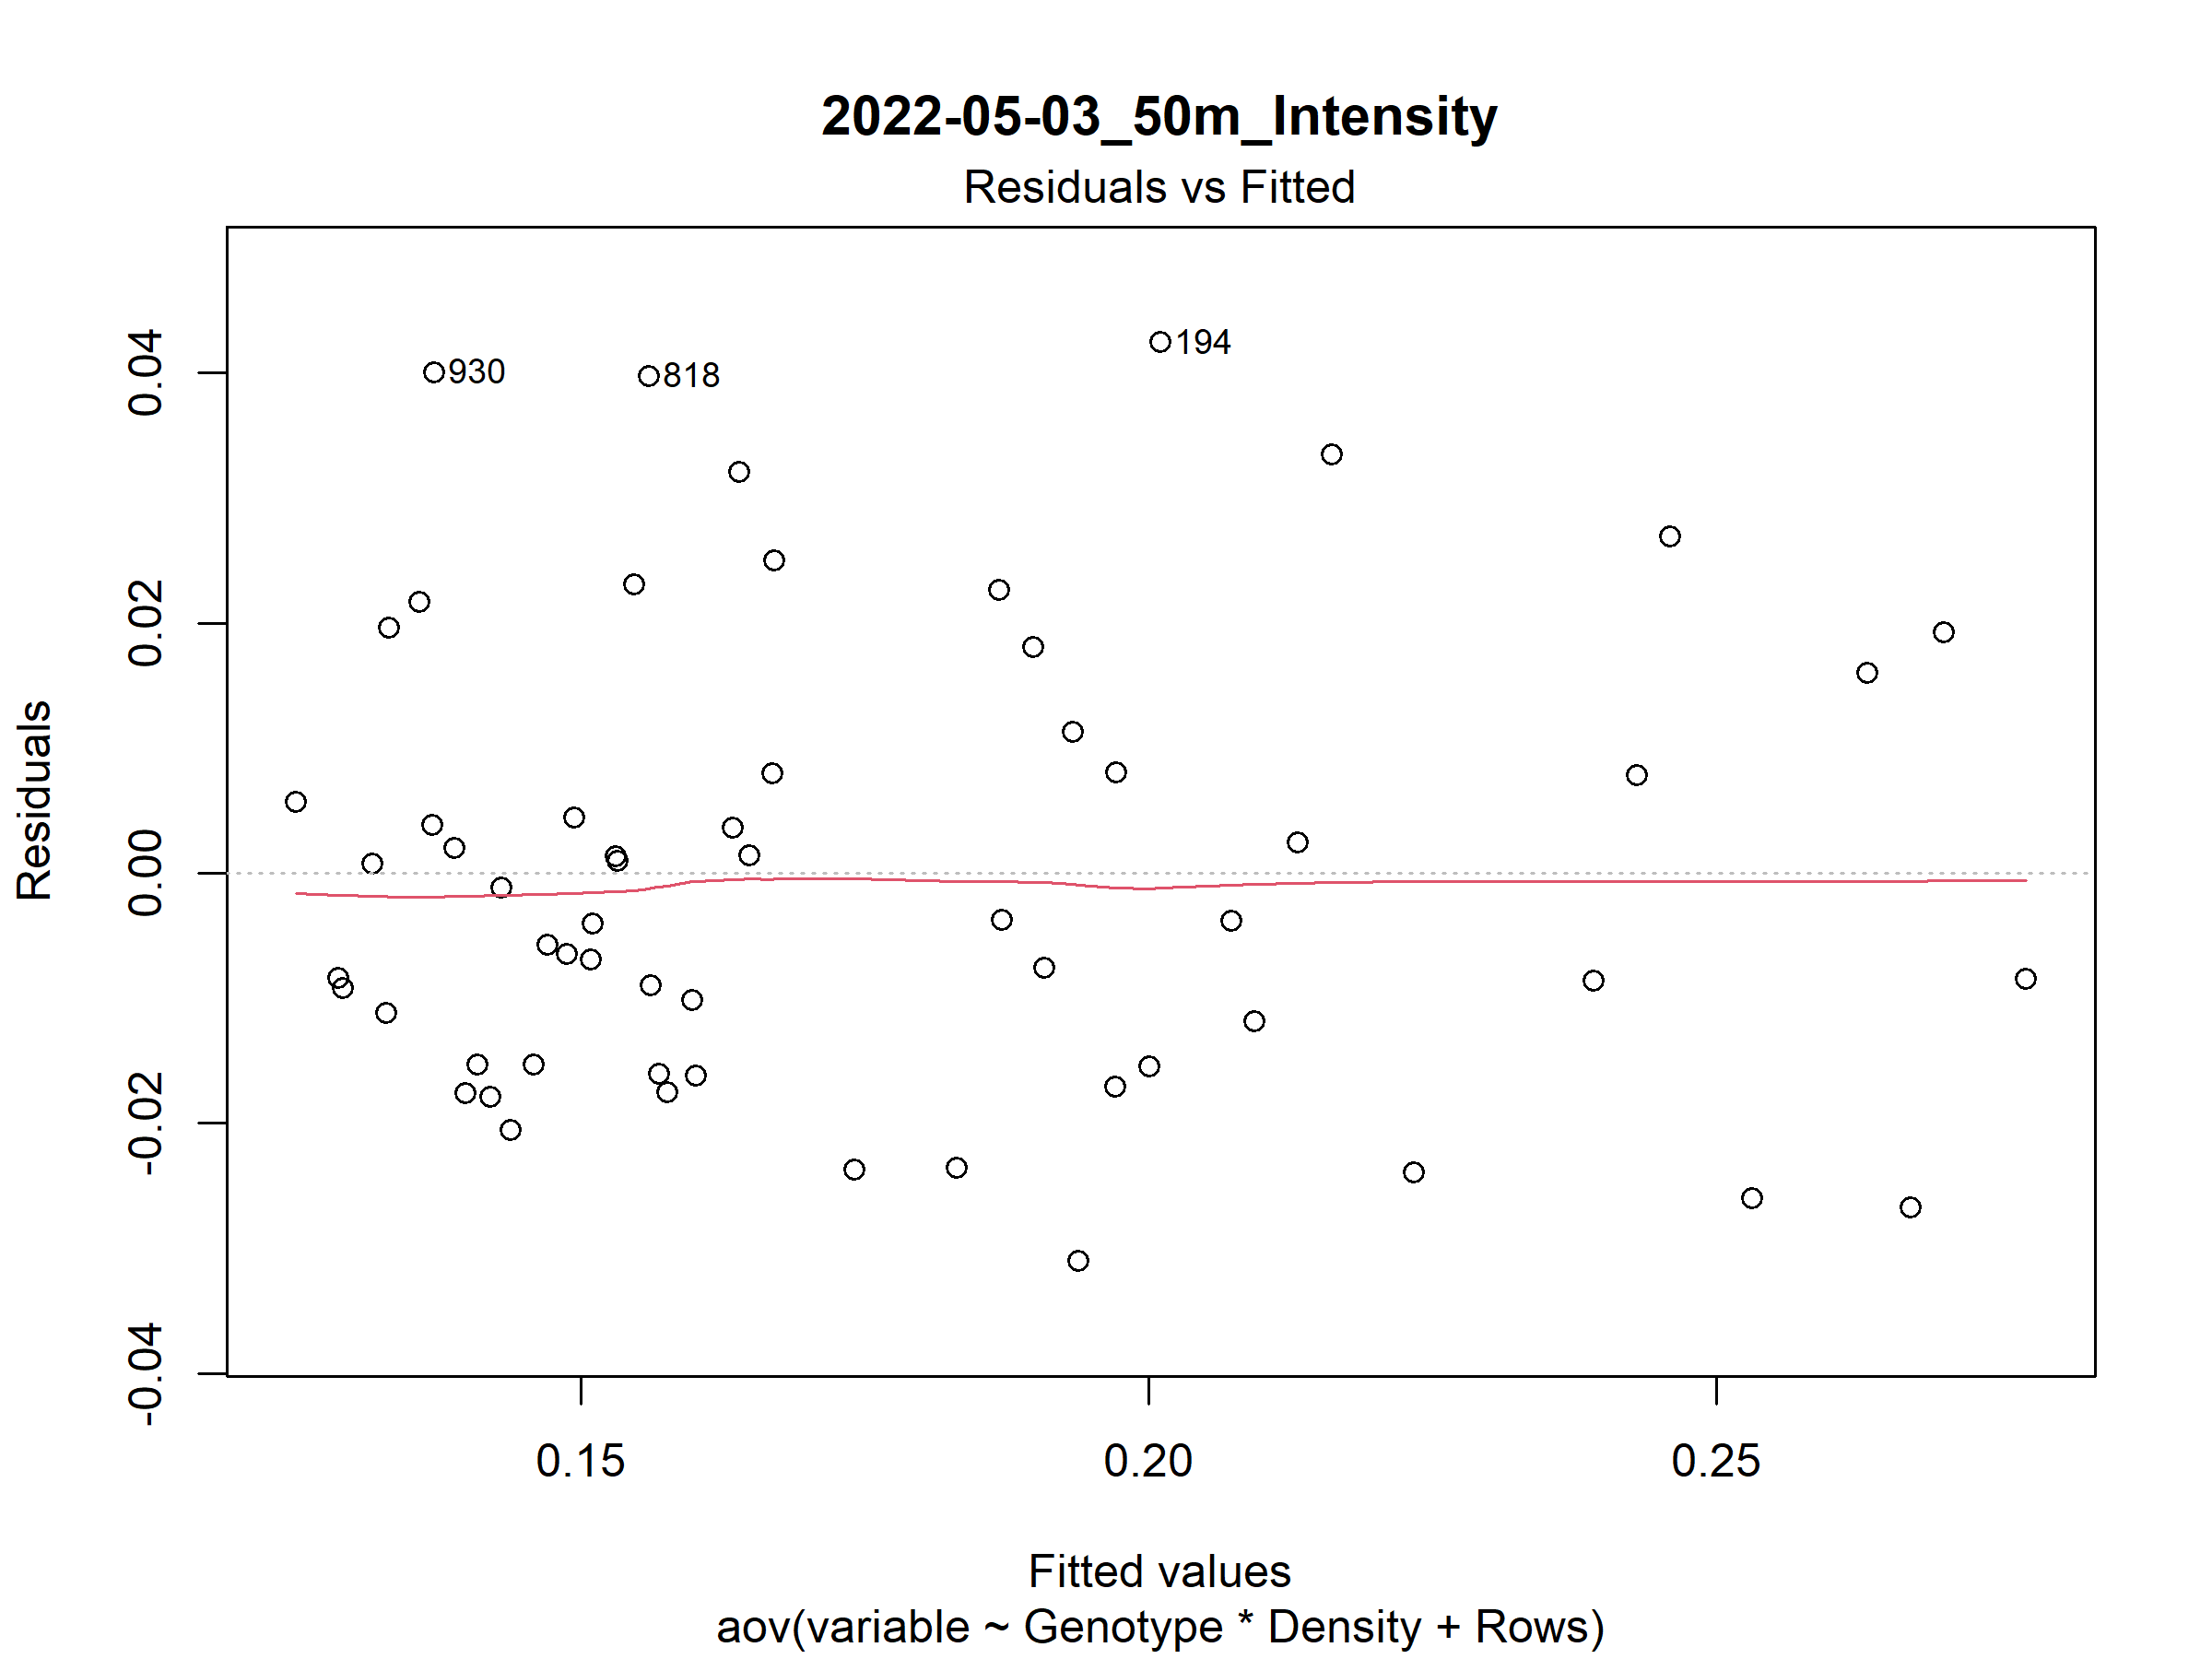 2022-05-03_50m_Intensity
Residuals vs Fitted
194
930
818
0.04
0.02
0.00
-0.02
-0.04
Residuals
0.15 0.20 0.25
Fitted values
aov(variable ~ Genotype * Density + Rows)